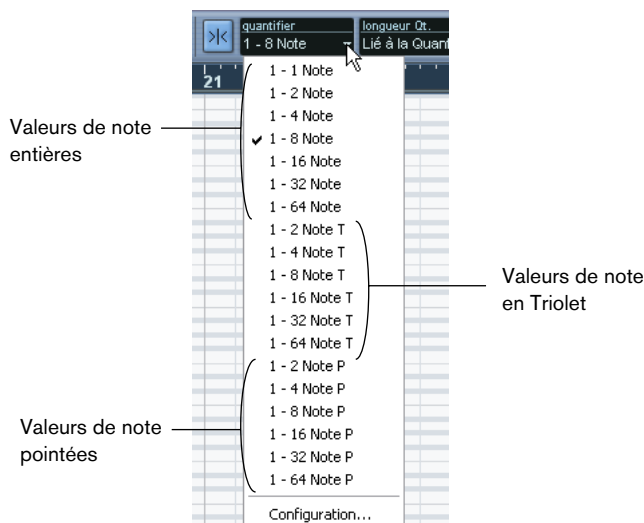 quantifier
longueur Qt.
1 - 8 Note
Lié à la Quant
21
1 - 1 Note
1 - 2 Note
1 - 4 Note
Valeurs de note
entières
1 - 8 Note
1 - 16 Note
1 - 32 Note
1 - 64 Note
1 - 2 Note T
1 - 4 Note T
1 - 8 Note T
Valeurs de note
en Triolet
1 - 16 Note T
1 - 32 Note T
1 - 64 Note T
1 - 2 Note P
1 - 4 Note P
1 - 8 Note P
Valeurs de note
pointées
1 - 16 Note P
1 - 32 Note P
1 - 64 Note P
Configuration...